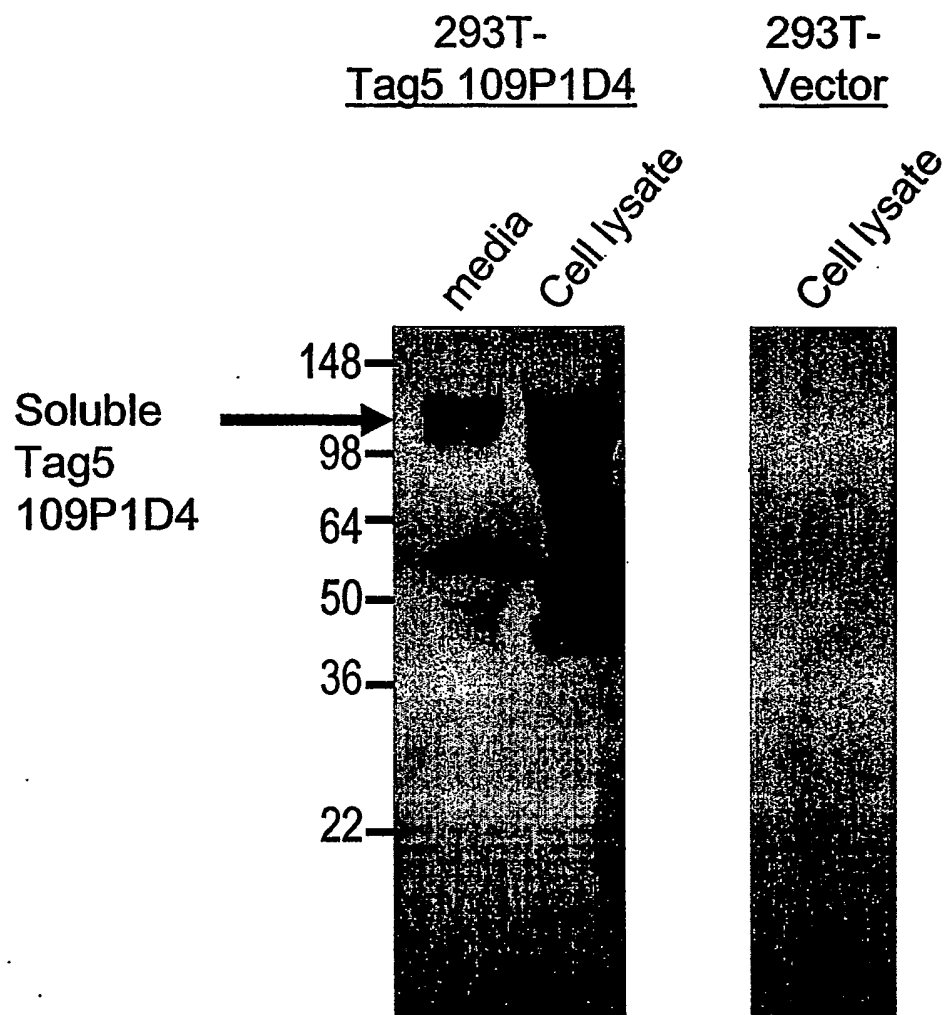 293T-
Tag5 109P1D4
293T-
Vector
media
Cell lysate
Cell lysate
148
Soluble
Tag5
109P1D4
98
64
50
36
22